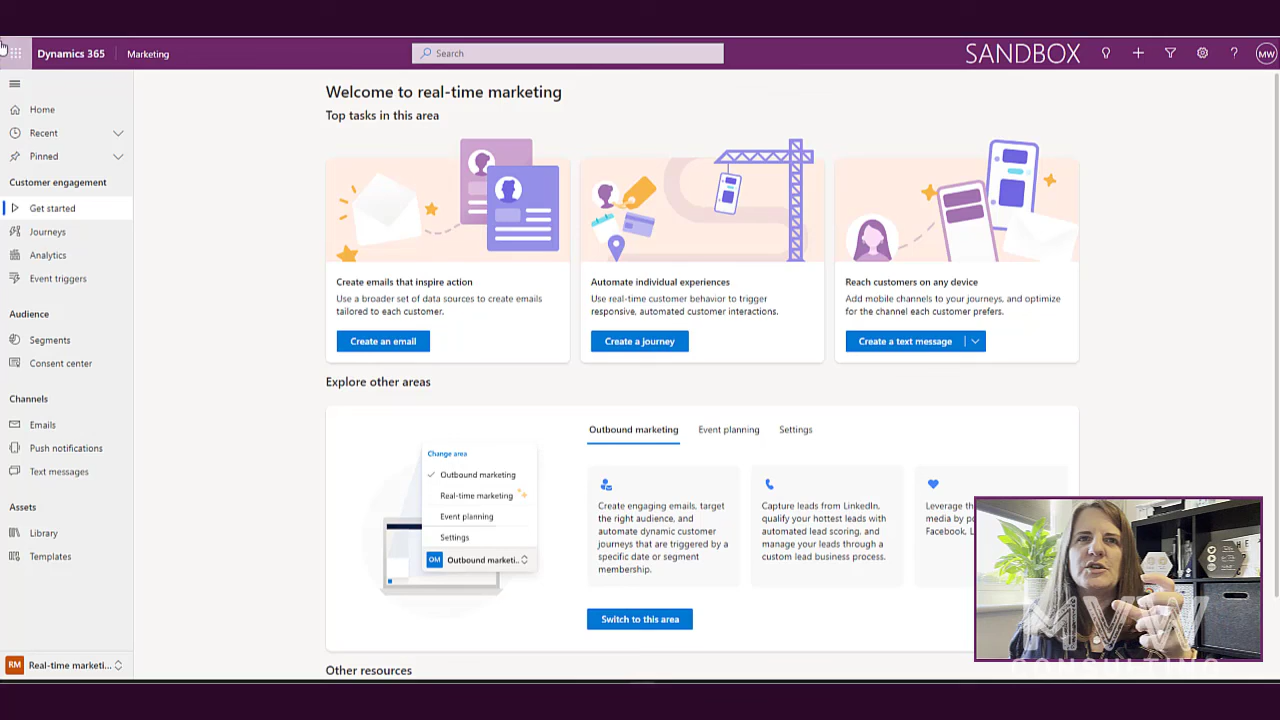 Dynamics 365
Marketing
Search
SANDBOX
MW
Home
Recent
Pinned
Customer engagement
Get started
Journeys
Analytics
Event triggers
Audience
Segments
Consent center
Channels
Emails
Push notifications
Text messages
Assets
Library
Templates
RM Real-time marketi...
Welcome to real-time marketing
Top tasks in this area
Create emails that inspire action
Use a broader set of data sources to create emails
tailored to each customer.
Create an email
Automate individual experiences
Use real-time customer behavior to trigger
responsive, automated customer interactions.
Create a journey
Reach customers on any device
Add mobile channels to your journeys, and optimize
for the channel each customer prefers.
Create a text message
Explore other areas
Change area
Outbound marketing
Real-time marketing
Event planning
Settings
OM Outbound marketi...
Outbound marketing
Event planning
Settings
Create engaging emails, target
the right audience, and
automate dynamic customer
journeys that are triggered by a
specific date or segment
membership.
Capture leads from LinkedIn,
qualify your hottest leads with
automated lead scoring, and
manage your leads through a
custom lead business process.
Leverage the
media by po
Facebook, L
Switch to this area
Other resources
MVW
CONSULTING